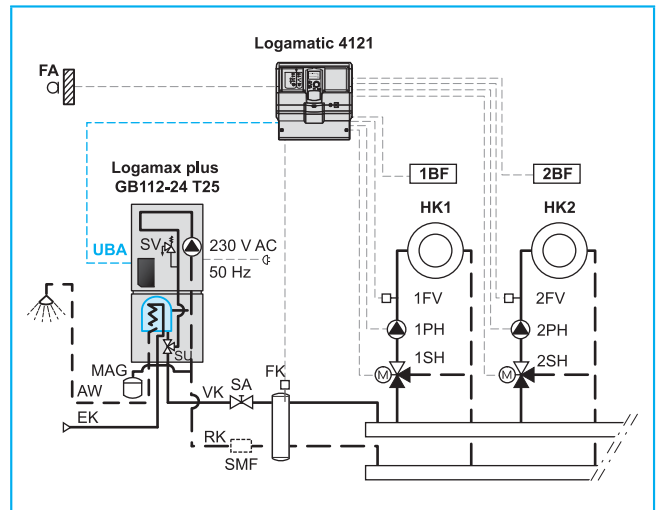 Logamatic 4121
FA
Logamax plus
GB112-24 T25
1BF
2BF
HK1
HK2
UBA
SV
230 V AC
50 Hz
1FV
2FV
1PH
2PH
SU
MAG
FK
1SH
2SH
M
M
AW
VK
SA
EK
RK
SMF